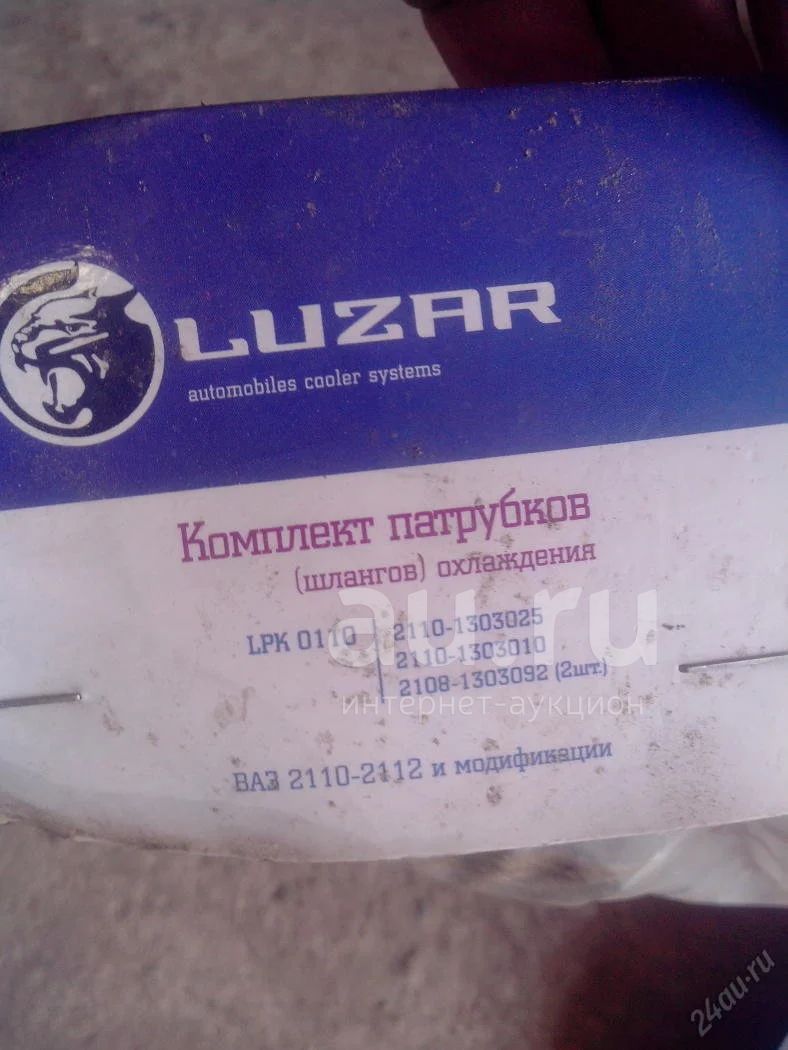 LUZAR
automobiles cooler systems
Комплект патрубков
(шлангов) охлаждения
LPK 0110
2110-1303025
2110-1303010
2108-1303092 (2шт.)
ВАЗ 2110-2112 и модификации
au.ru
интернет-аукцион
24au.ru